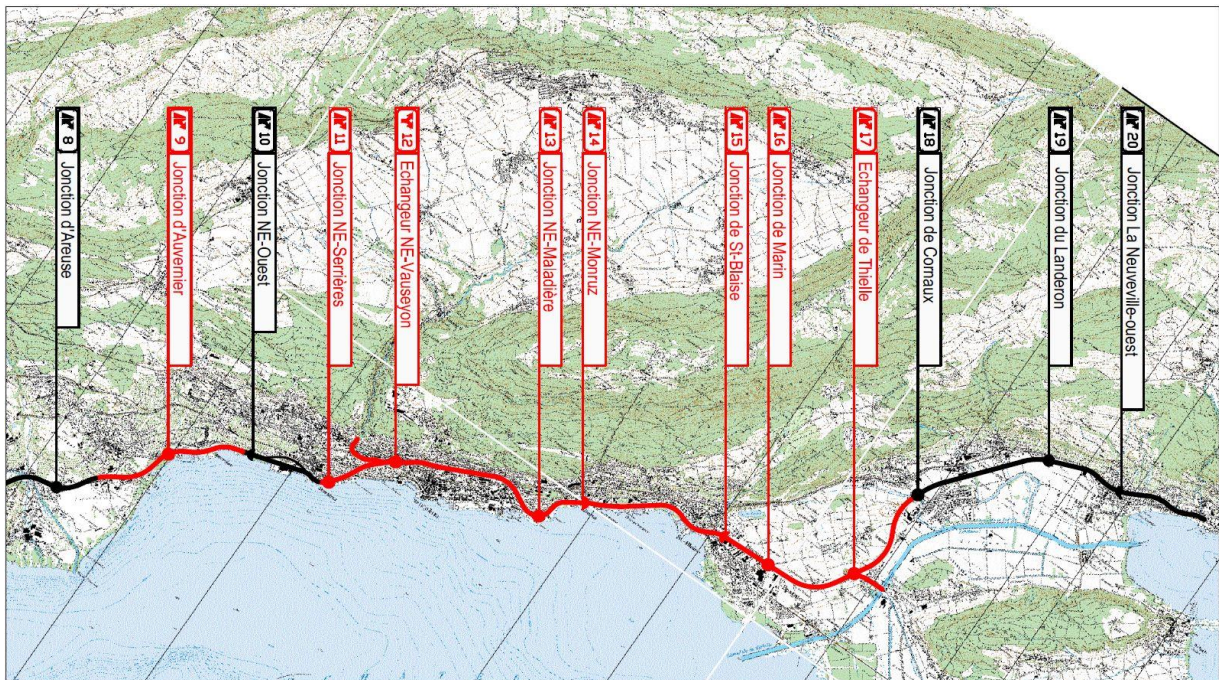 8 Jonction d'Areuse
9 Jonction d'Auvernier
10 Jonction NE-Ouest
11 Jonction NE-Serrières
12 Echangeur NE-Vauseyon
13 Jonction NE-Maladière
14 Jonction NE-Monruz
15 Jonction de St-Blaise
16 Jonction de Marin
17 Echangeur de Thielle
18 Jonction de Cornaux
19 Jonction du Landeron
20 Jonction La Neuveville-ouest